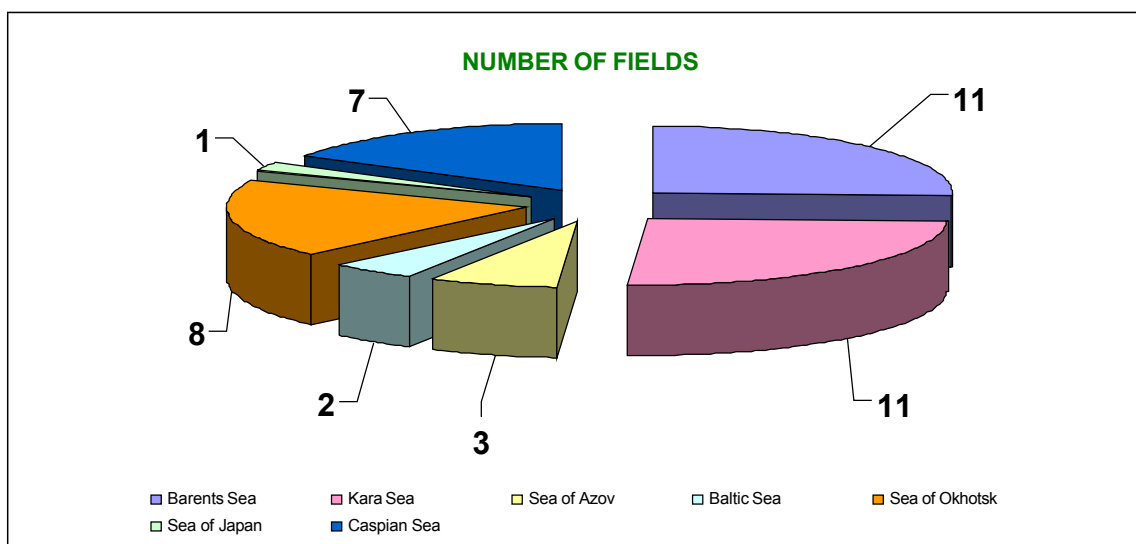 NUMBER OF FIELDS
7
11
1
8
2
3
11
Barents Sea
Kara Sea
Sea of Azov
Baltic Sea
Sea of Okhotsk
Sea of Japan
Caspian Sea